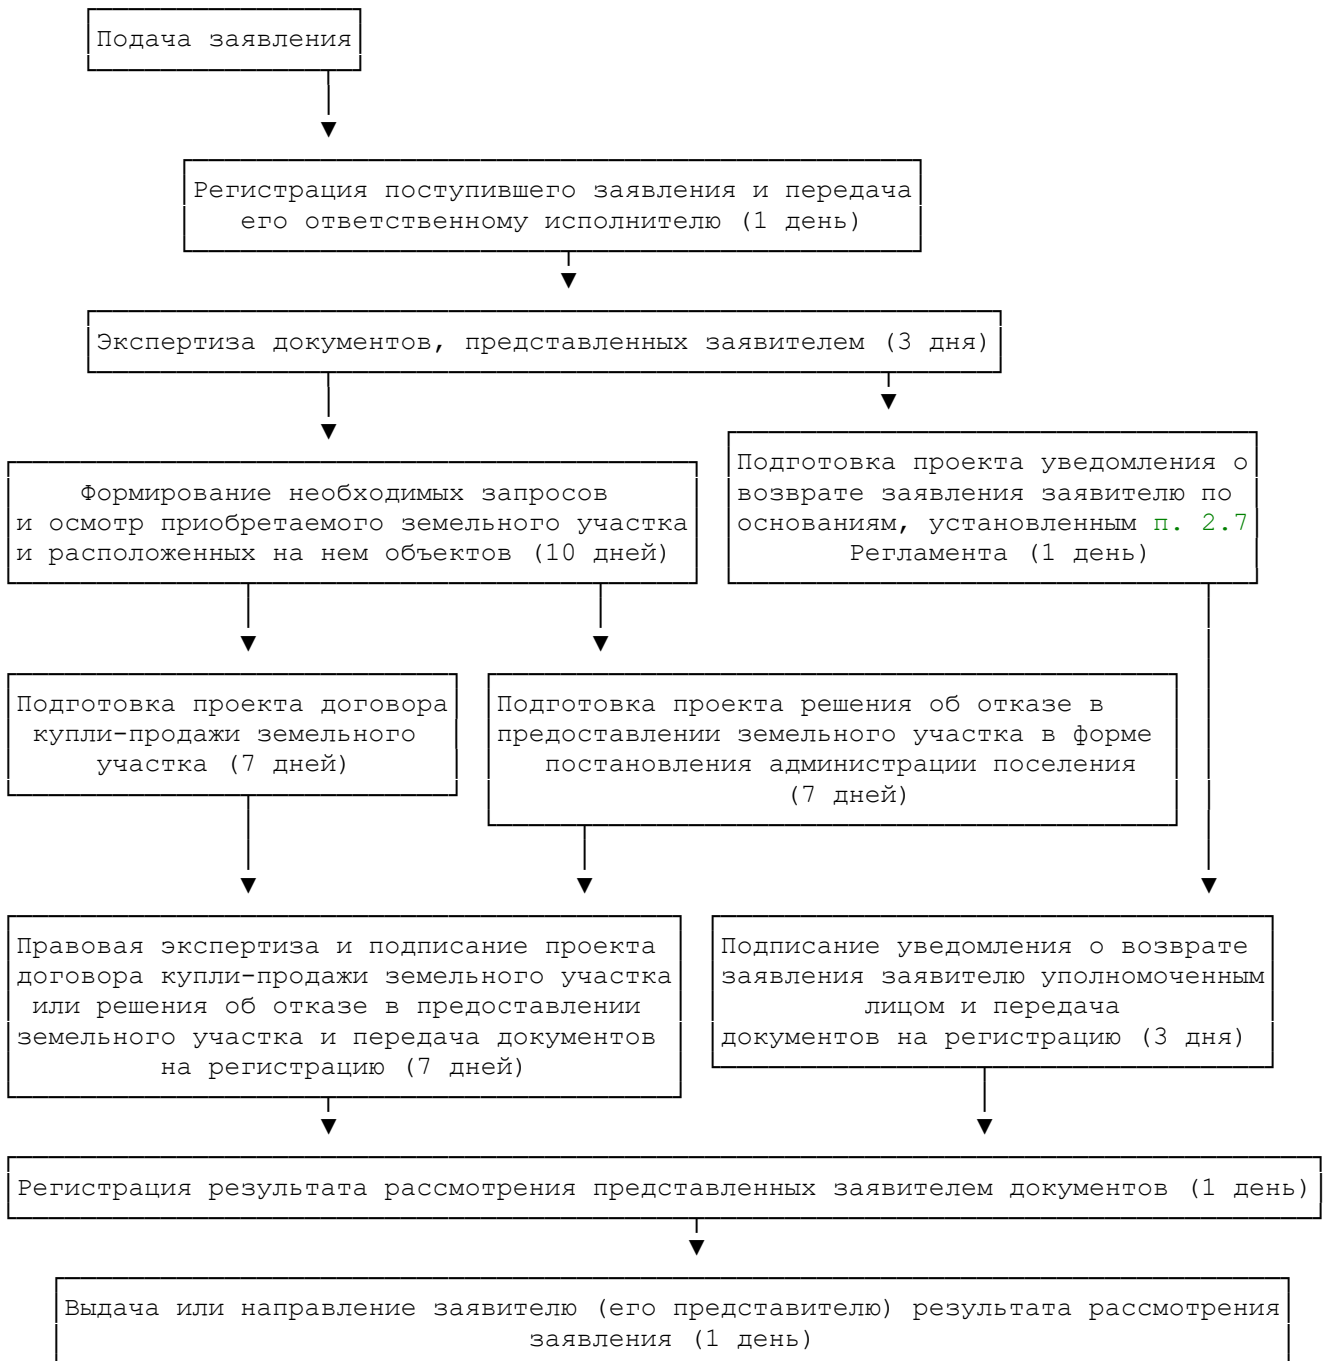 Подача заявления
Регистрация поступившего заявления и передача
его ответственному исполнителю (1 день)
Экспертиза документов, представленных заявителем (3 дня)
Формирование необходимых запросов
и осмотр приобретаемого земельного участка
и расположенных на нем объектов (10 дней)
Подготовка проекта уведомления о
возврате заявления заявителю по
основаниям, установленным п. 2.7
Регламента (1 день)
Подготовка проекта договора
купли-продажи земельного
участка (7 дней)
Подготовка проекта решения об отказе в
предоставлении земельного участка в форме
постановления администрации поселения
(7 дней)
Правовая экспертиза и подписание проекта
договора купли-продажи земельного участка
или решения об отказе в предоставлении
земельного участка и передача документов
на регистрацию (7 дней)
Подписание уведомления о возврате
заявления заявителю уполномоченным
лицом и передача
документов на регистрацию (3 дня)
Регистрация результата рассмотрения представленных заявителем документов (1 день)
Выдача или направление заявителю (его представителю) результата рассмотрения
заявления (1 день)